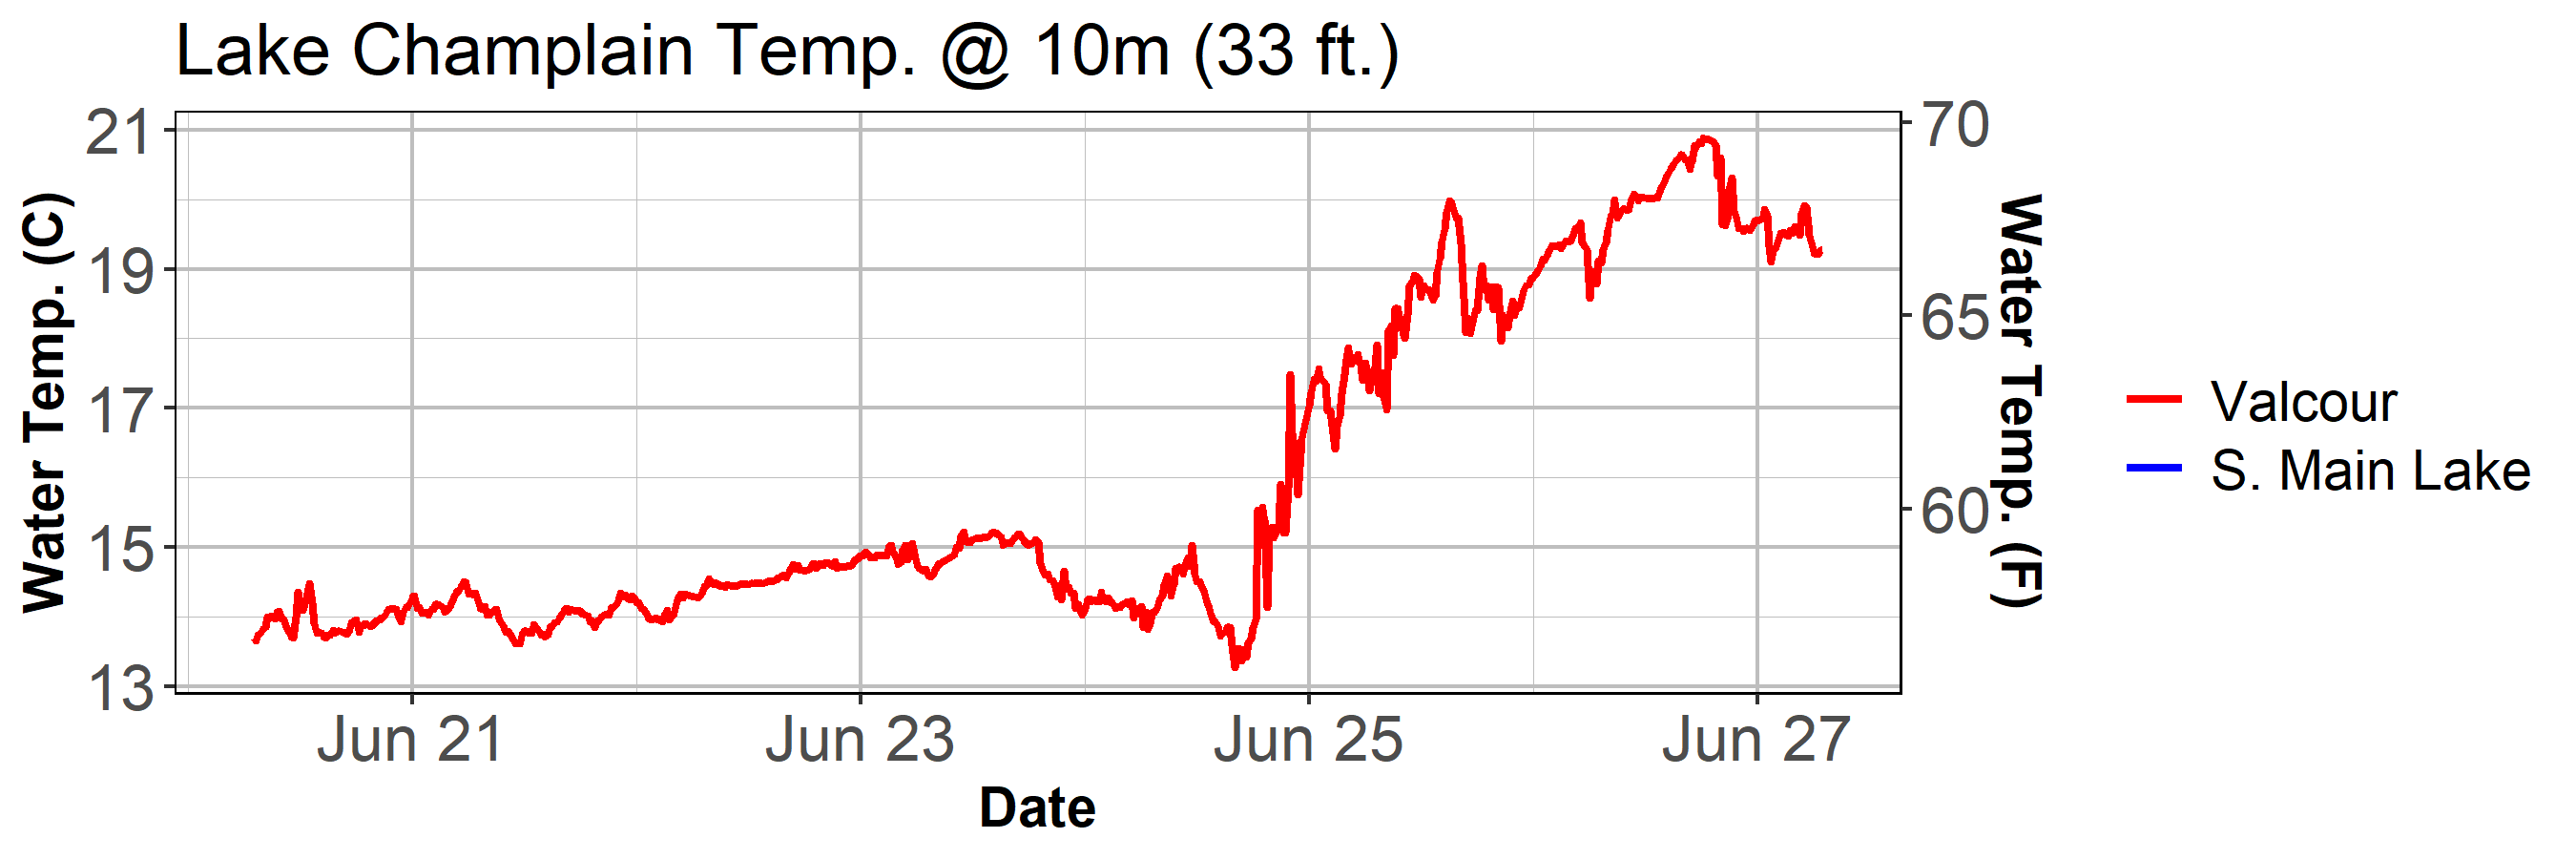 Lake Champlain Temp. @ 10m (33 ft.)
Water Temp. (C)
21
19
17
15
13
70
65
60
Water Temp. (F)
Jun 21
Jun 23
Jun 25
Jun 27
Date
Valcour
S. Main Lake